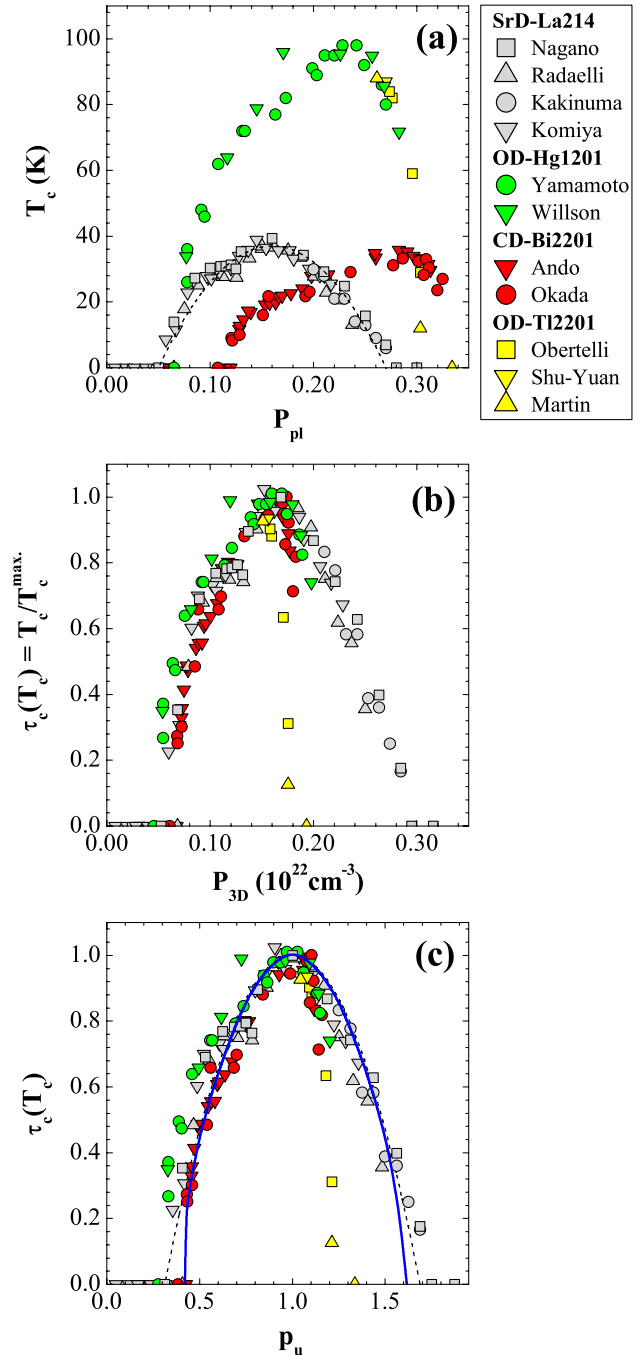 (a)
T_c (K)
100
80
60
40
20
0
0.00 0.10 0.20 0.30
P_pl
SrD-La214
Nagano
Radaelli
Kakinuma
Komiya
OD-Hg1201
Yamamoto
Willson
CD-Bi2201
Ando
Okada
OD-Tl2201
Obertelli
Shu-Yuan
Martin
(b)
τ_c(T_c) = T_c/T_c^max.
1.0
0.8
0.6
0.4
0.2
0.0
0.00 0.10 0.20 0.30
P_3D (10^22 cm^-3)
(c)
τ_c(T_c)
1.0
0.8
0.6
0.4
0.2
0.0
0.0 0.5 1.0 1.5
p_u